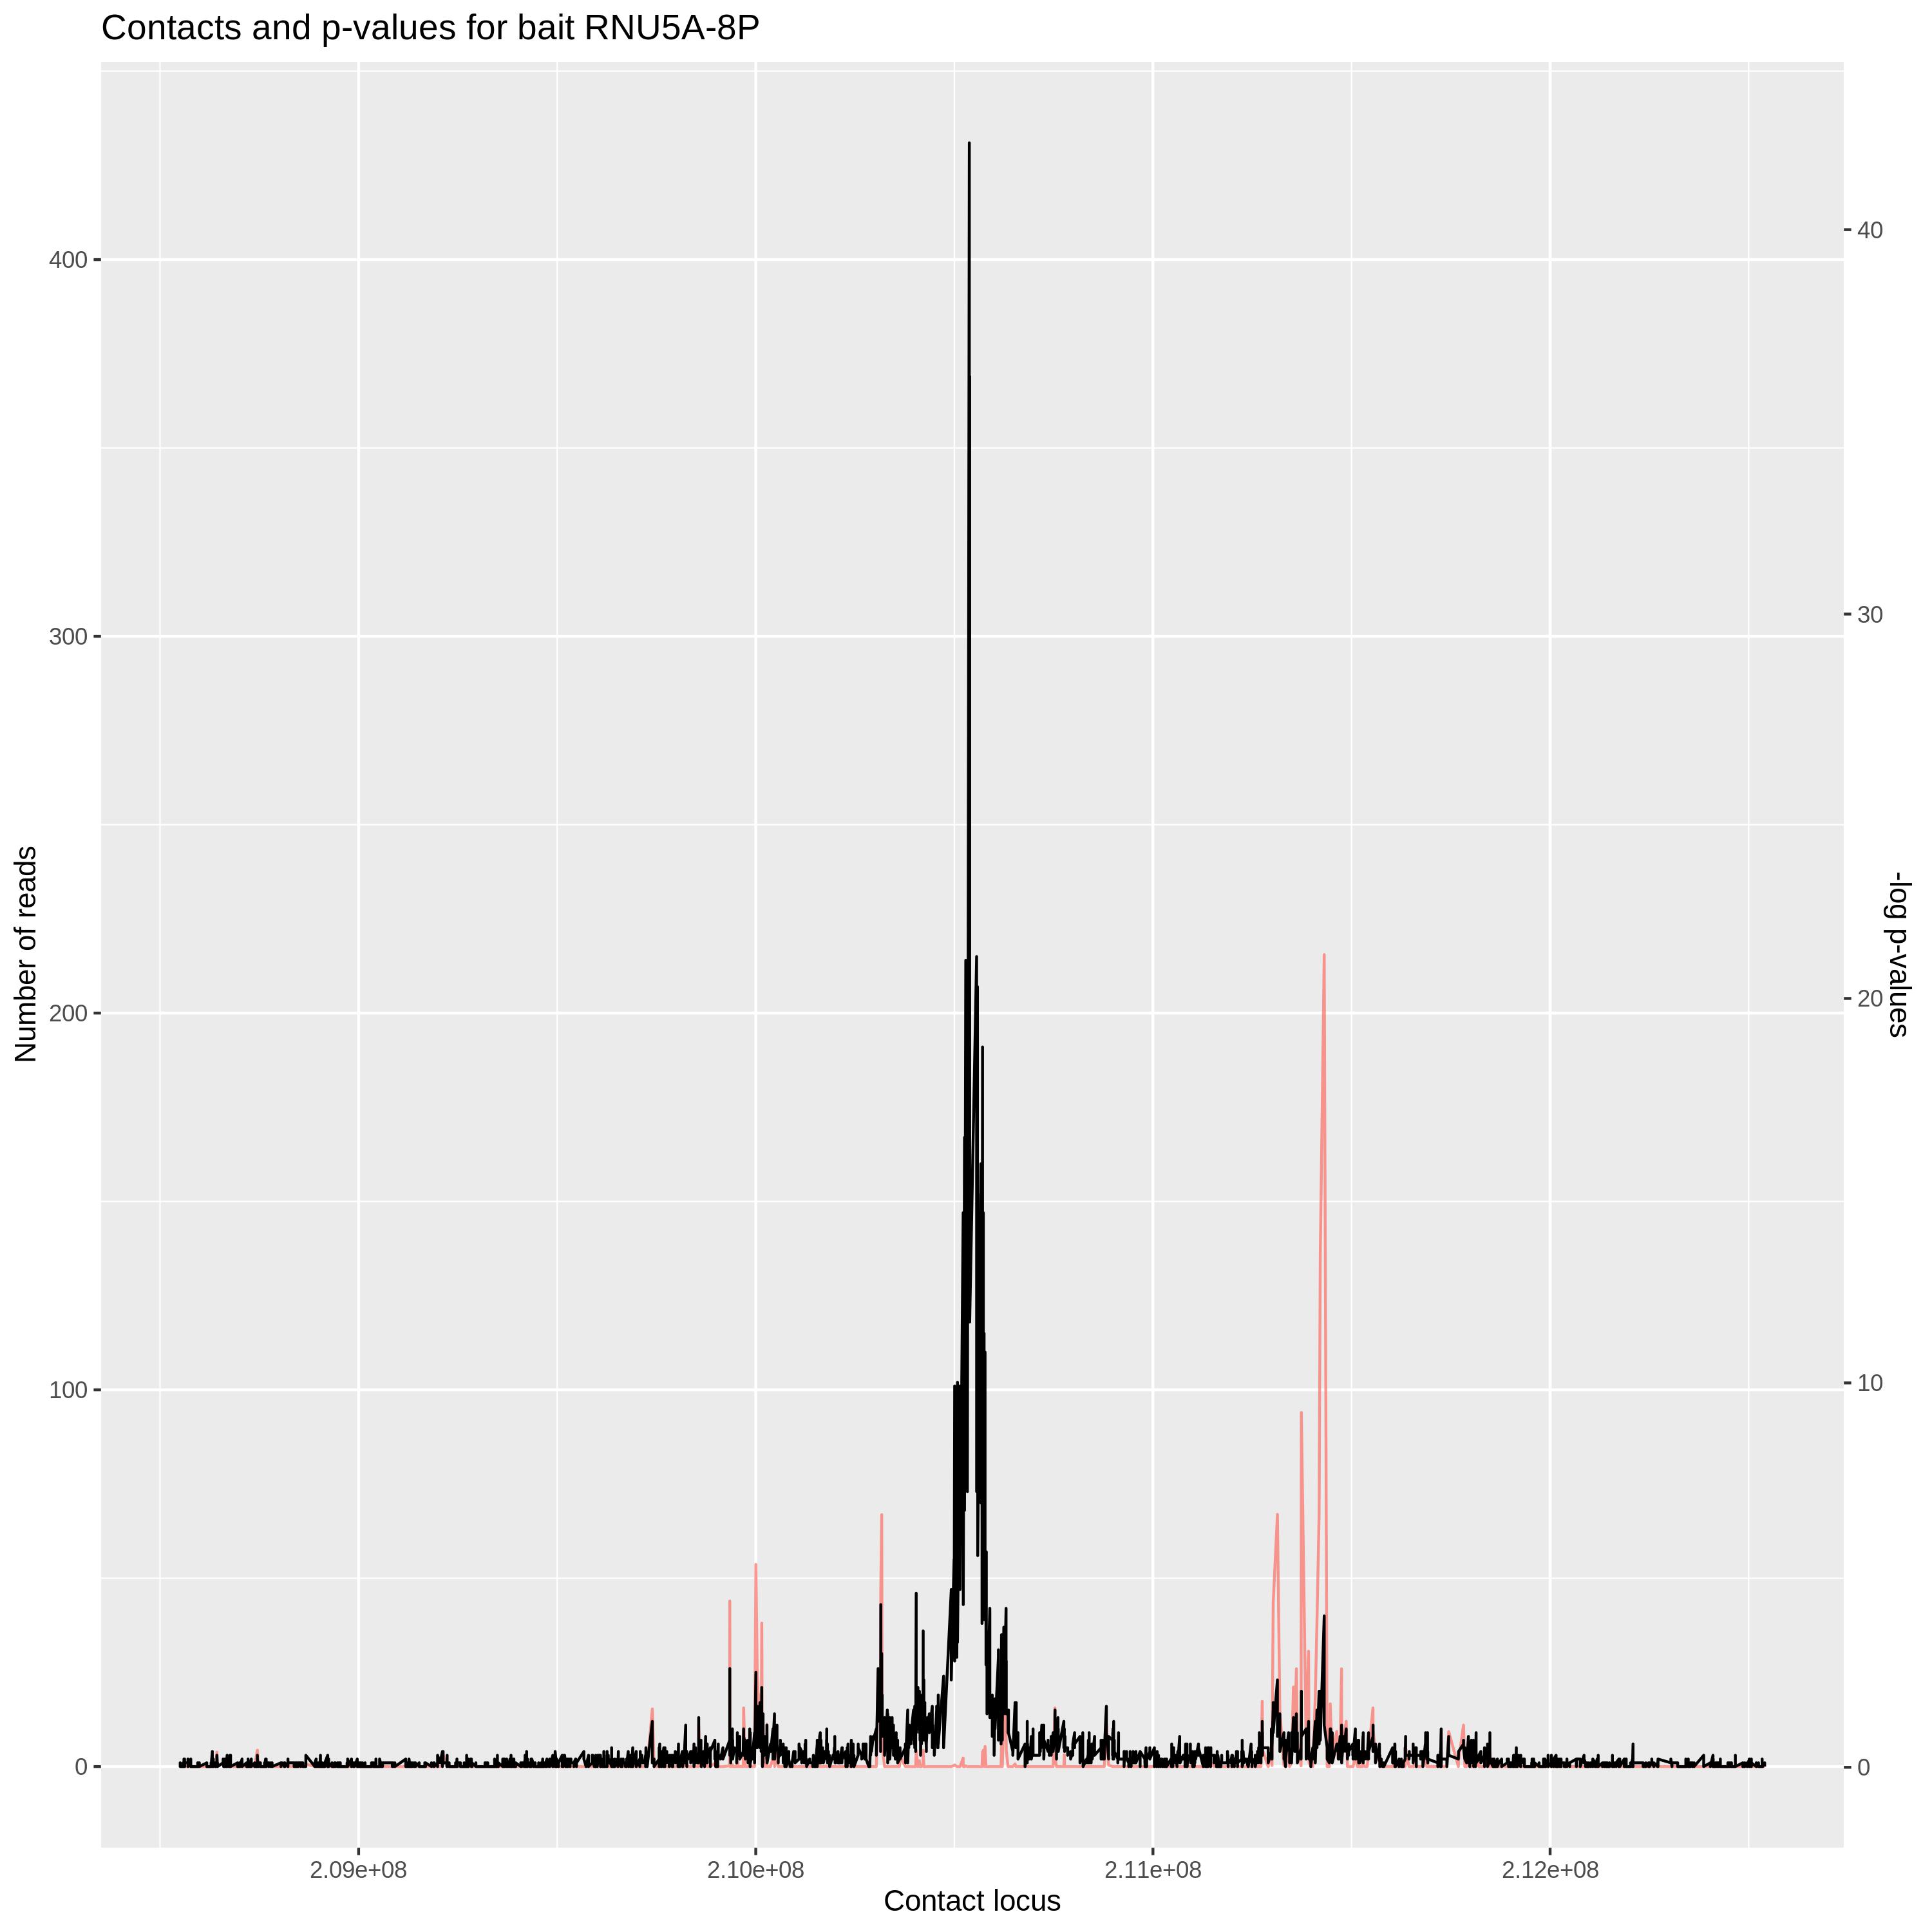 Contacts and p-values for bait RNU5A-8P
400
300
200
100
0
Number of reads
40
30
20
10
0
-log p-values
2.09e+08
2.10e+08
2.11e+08
2.12e+08
Contact locus